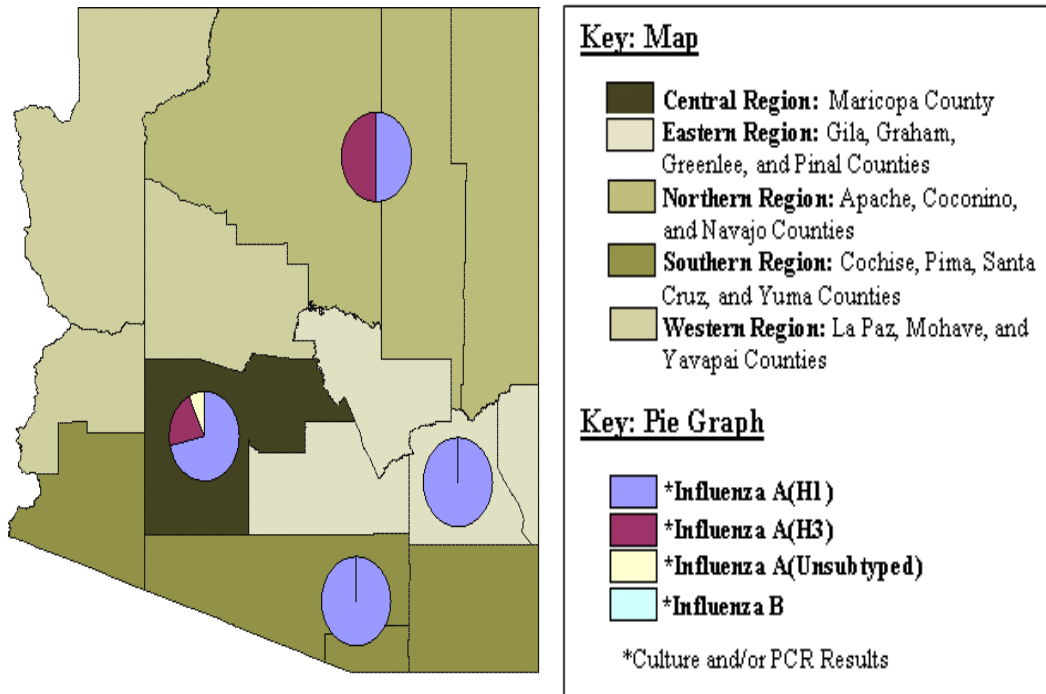 Key: Map
Central Region: Maricopa County
Eastern Region: Gila, Graham,
Greenlee, and Pinal Counties
Northern Region: Apache, Coconino,
and Navajo Counties
Southern Region: Cochise, Pima, Santa
Cruz, and Yuma Counties
Western Region: La Paz, Mohave, and
Yavapai Counties
Key: Pie Graph
*Influenza A(H1)
*Influenza A(H3)
*Influenza A(Unsubtyped)
*Influenza B
*Culture and/or PCR Results